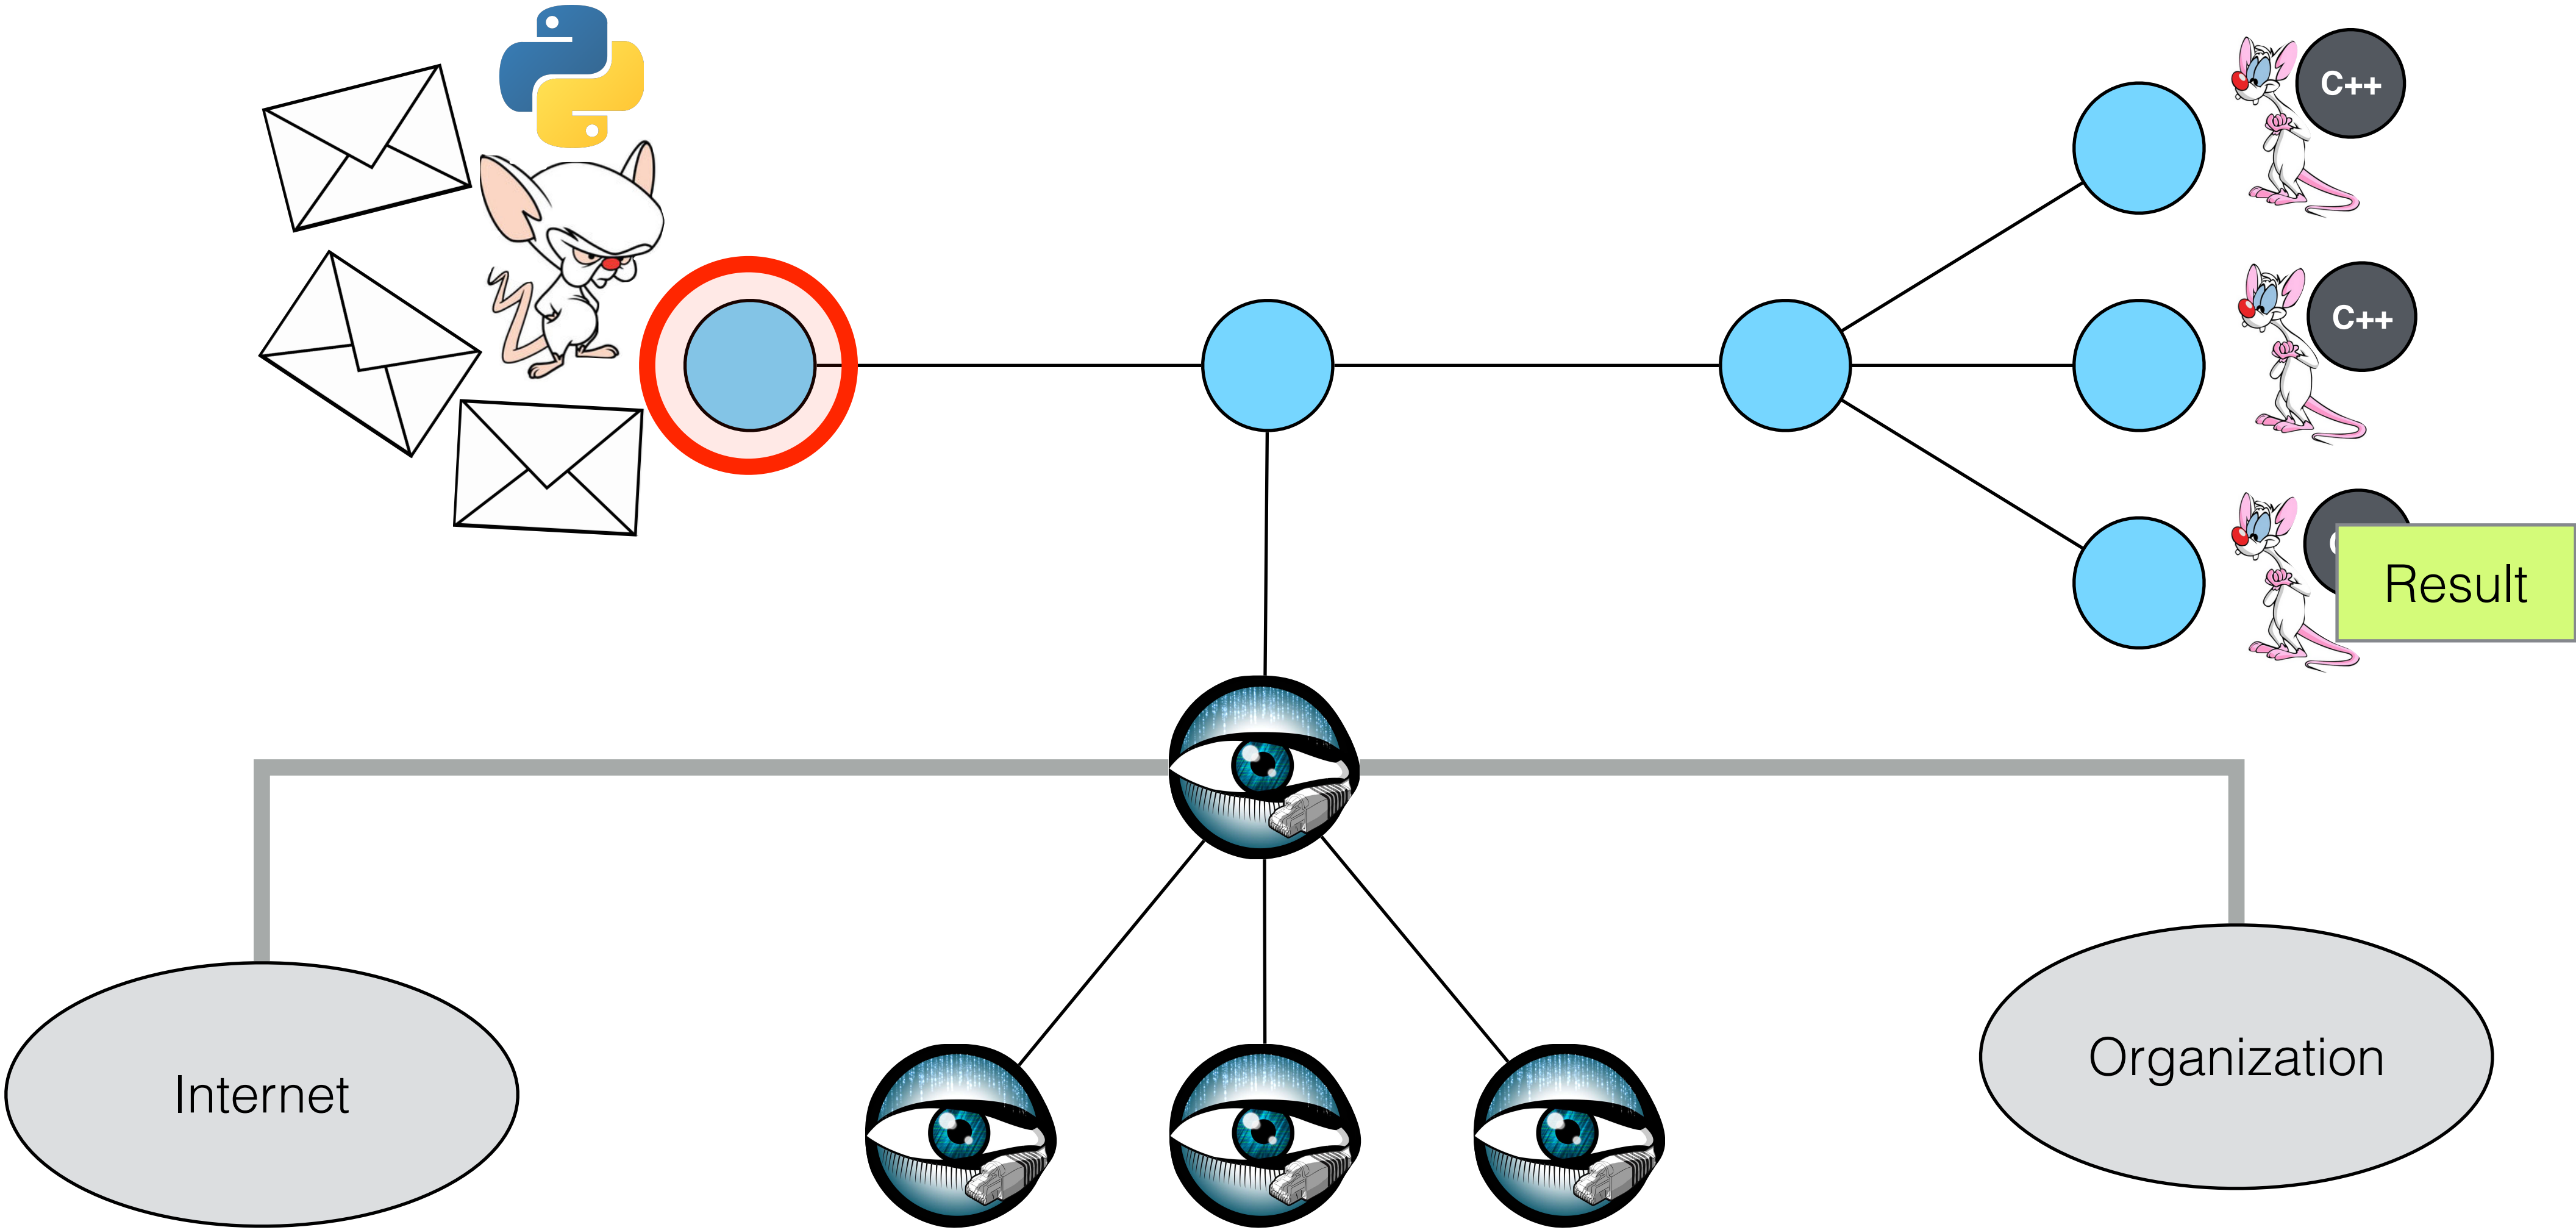 C++
C++
Result
Internet
Organization